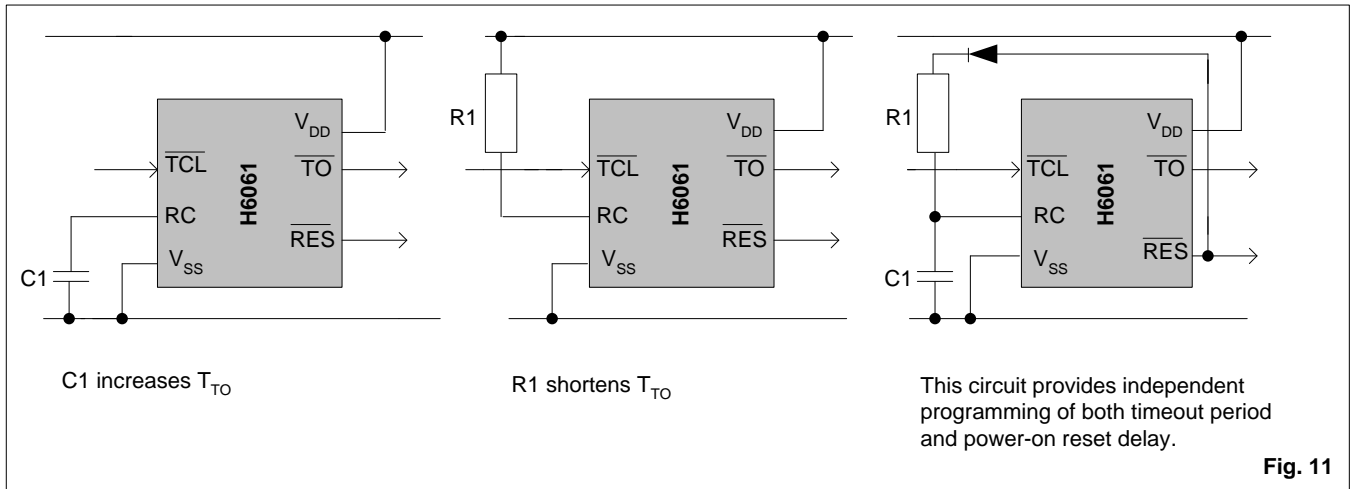 V_DD
TCL
TO
H6061
RC
RES
V_SS
C1
C1 increases T_TO
R1
V_DD
TCL
TO
H6061
RC
RES
V_SS
R1 shortens T_TO
R1
V_DD
TCL
TO
H6061
RC
RES
V_SS
C1
This circuit provides independent
programming of both timeout period
and power-on reset delay.
Fig. 11